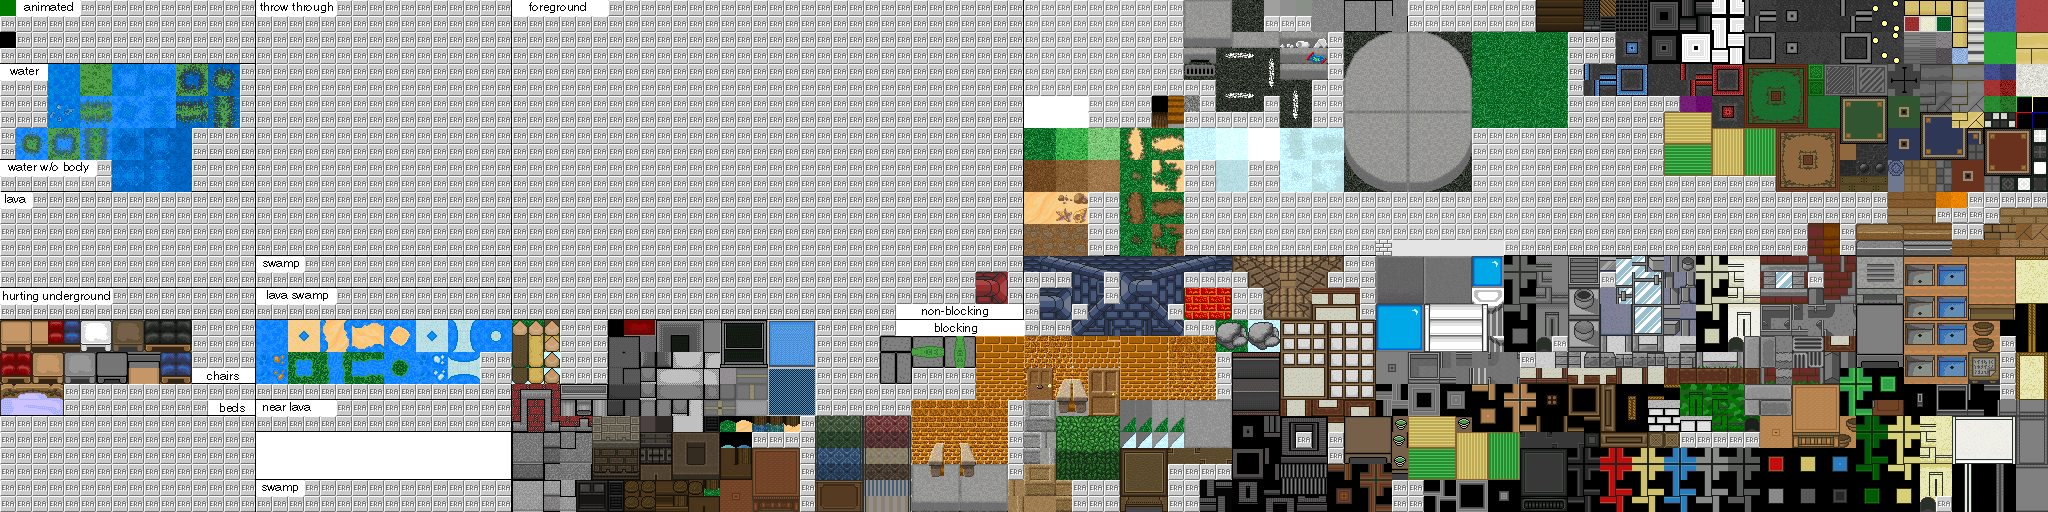 animated
throw through
foreground
water
water w/o body
lava
swamp
hurting underground
lava swamp
non-blocking
blocking
chairs
beds
near lava
swamp